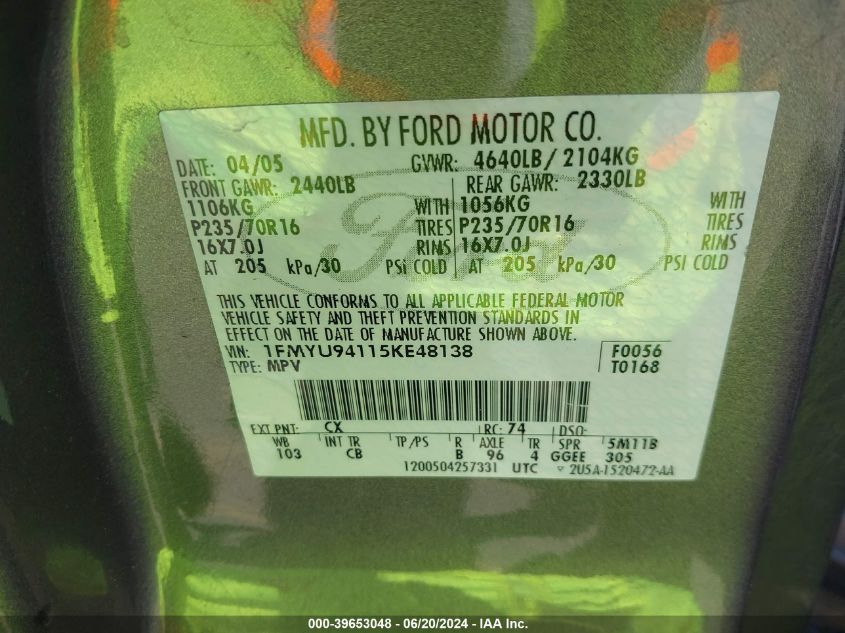 MFD. BY FORD MOTOR CO.
DATE: 04/05 GVWR: 4640LB/ 2104KG
FRONT GAWR: 2440LB REAR GAWR: 2330LB
1106KG WITH 1056KG WITH
P235/70R16 TIRES P235/70R16 TIRES
16X7.0J RIMS 16X7.0J RIMS
AT 205 kPa/30 PSI COLD AT 205 kPa/30 PSI COLD
Ford
THIS VEHICLE CONFORMS TO ALL APPLICABLE FEDERAL MOTOR
VEHICLE SAFETY AND THEFT PREVENTION STANDARDS IN
EFFECT ON THE DATE OF MANUFACTURE SHOWN ABOVE.
VIN: 1FMYU94115KE48138 F0056
TYPE: MPV T0168
EXT PNT: CX RC: 74 DSO:
WB INT TR TP/PS R AXLE TR SPR 5M11B
103 CB B 96 4 GGEE 305
1200504257331 UTC 2U5A-1520472-AA
000-39653048 - 06/20/2024 - IAA Inc.